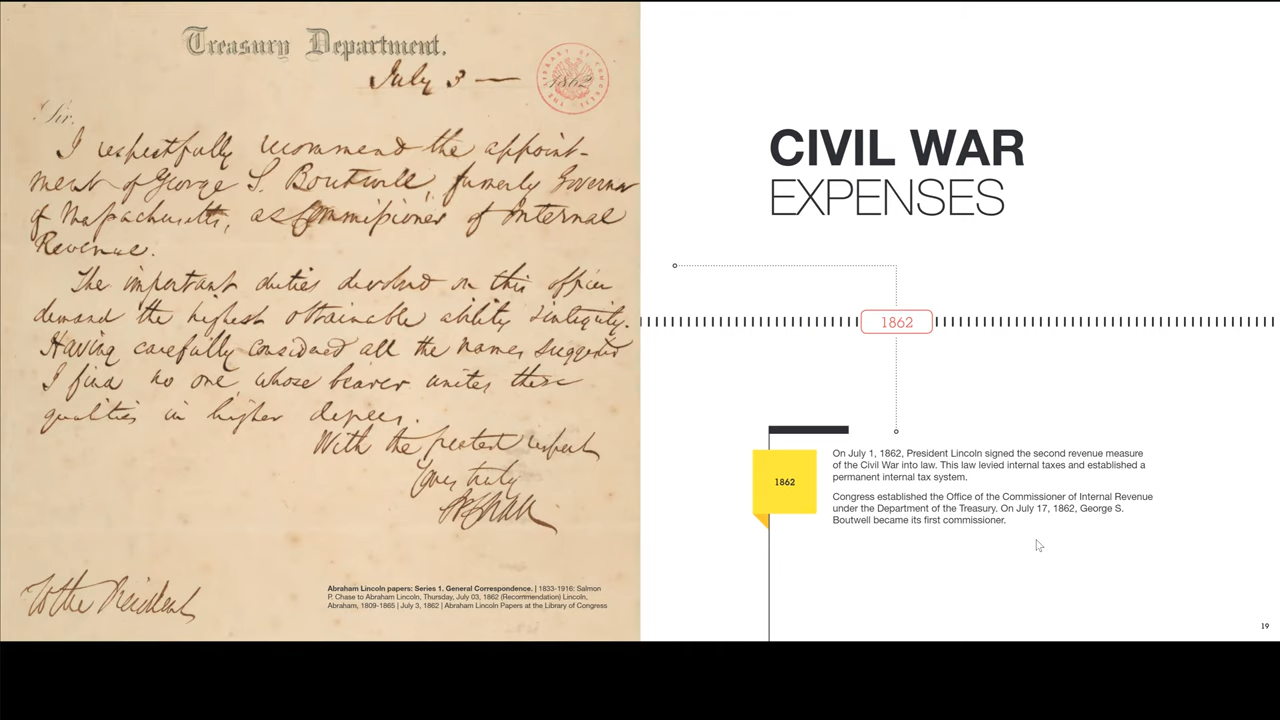 Treasury Department.
July 3 —
THE LIBRARY OF CONGRESS
1862
Sir,
I respectfully recommend the appoint-
ment of George S. Boutwell, formerly Governor
of Massachusetts, as Commissioner of Internal
Revenue.
The important duties devolved on this officer
demand the highest obtainable ability & integrity.
Having carefully considered all the names suggested
I find no one, whose bearer unites these
qualities in higher degree.
With the greatest respect
Yours truly
SPChase
To the President
Abraham Lincoln papers: Series 1. General Correspondence. | 1833-1916: Salmon
P. Chase to Abraham Lincoln, Thursday, July 03, 1862 (Recommendation) Lincoln,
Abraham, 1809-1865 | July 3, 1862 | Abraham Lincoln Papers at the Library of Congress
CIVIL WAR
EXPENSES
1862
1862
On July 1, 1862, President Lincoln signed the second revenue measure
of the Civil War into law. This law levied internal taxes and established a
permanent internal tax system.
Congress established the Office of the Commissioner of Internal Revenue
under the Department of the Treasury. On July 17, 1862, George S.
Boutwell became its first commissioner.
19